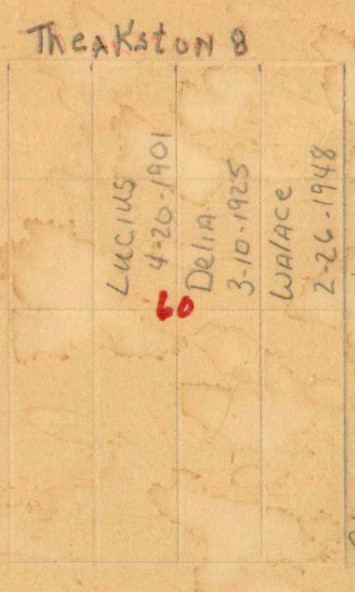 TheAKston 8
Lucius
4-20-1901
Delia
3-10-1925
Walace
2-26-1948
60